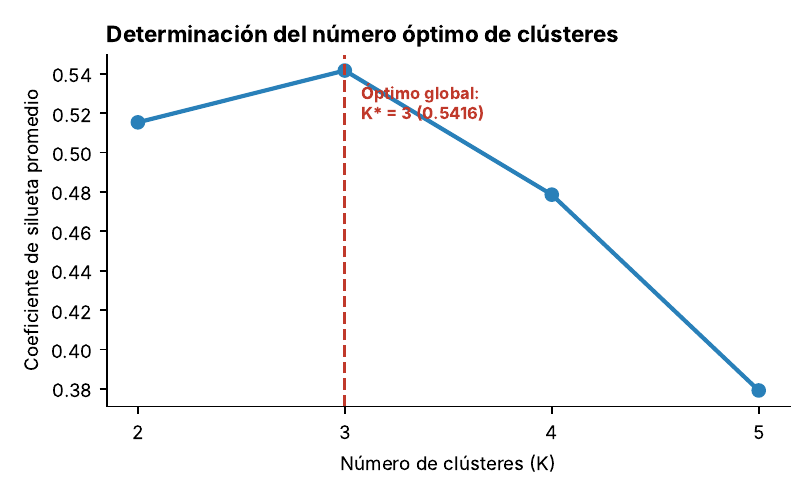 Determinación del número óptimo de clústeres
Coeficiente de silueta promedio
0.54
0.52
0.50
0.48
0.46
0.44
0.42
0.40
0.38
Óptimo global:
K* = 3 (0.5416)
2
3
4
5
Número de clústeres (K)